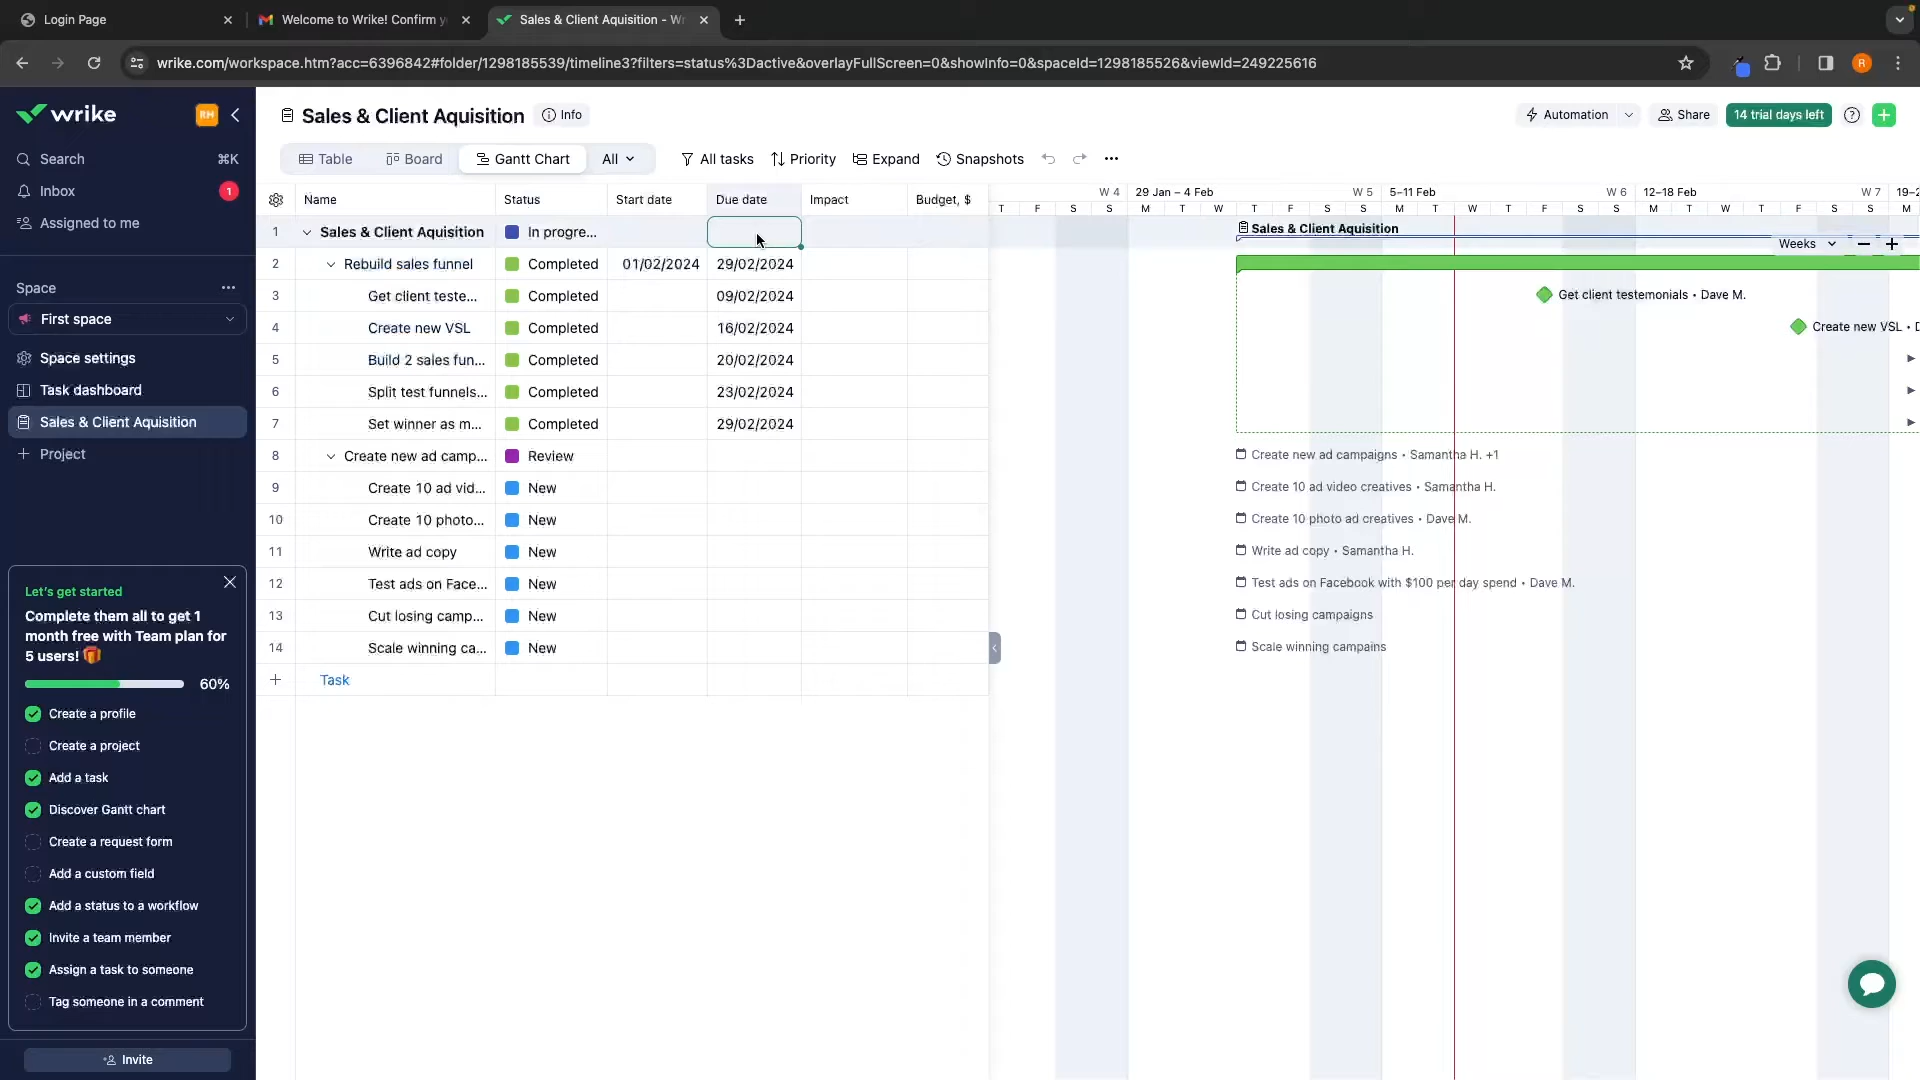 Login Page
Welcome to Wrike! Confirm y
Sales & Client Aquisition - Wr
wrike.com/workspace.htm?acc=6396842#folder/1298185539/timeline3?filters=status%3Dactive&overlayFullScreen=0&showInfo=0&spaceId=1298185526&viewId=249225616
R
wrike
RH
Search ⌘K
Inbox 1
Assigned to me
Space
First space
Space settings
Task dashboard
Sales & Client Aquisition
+ Project
Let's get started
Complete them all to get 1
month free with Team plan for
5 users!
60%
Create a profile
Create a project
Add a task
Discover Gantt chart
Create a request form
Add a custom field
Add a status to a workflow
Invite a team member
Assign a task to someone
Tag someone in a comment
Invite
Sales & Client Aquisition
Info
Automation
Share
14 trial days left
Table
Board
Gantt Chart
All
All tasks
Priority
Expand
Snapshots
Name Status Start date Due date Impact Budget, $
1 Sales & Client Aquisition In progre...
2 Rebuild sales funnel Completed 01/02/2024 29/02/2024
3 Get client teste... Completed 09/02/2024
4 Create new VSL Completed 16/02/2024
5 Build 2 sales fun... Completed 20/02/2024
6 Split test funnels... Completed 23/02/2024
7 Set winner as m... Completed 29/02/2024
8 Create new ad camp... Review
9 Create 10 ad vid... New
10 Create 10 photo... New
11 Write ad copy New
12 Test ads on Face... New
13 Cut losing camp... New
14 Scale winning ca... New
+ Task
W 4 29 Jan – 4 Feb W 5 5–11 Feb W 6 12–18 Feb W 7 19–2
T F S S M T W T F S S M T W T F S S M T W T F S S M
Sales & Client Aquisition
Weeks
Get client testemonials • Dave M.
Create new VSL • D
Create new ad campaigns • Samantha H. +1
Create 10 ad video creatives • Samantha H.
Create 10 photo ad creatives • Dave M.
Write ad copy • Samantha H.
Test ads on Facebook with $100 per day spend • Dave M.
Cut losing campaigns
Scale winning campains